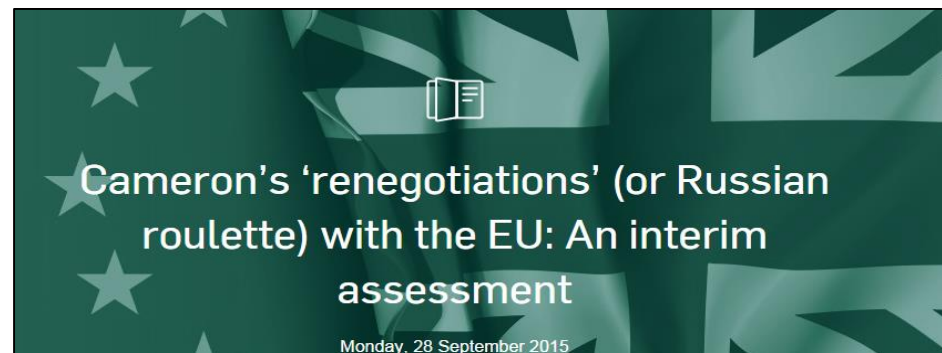 Cameron’s ‘renegotiations’ (or Russian
roulette) with the EU: An interim
assessment
Monday, 28 September 2015